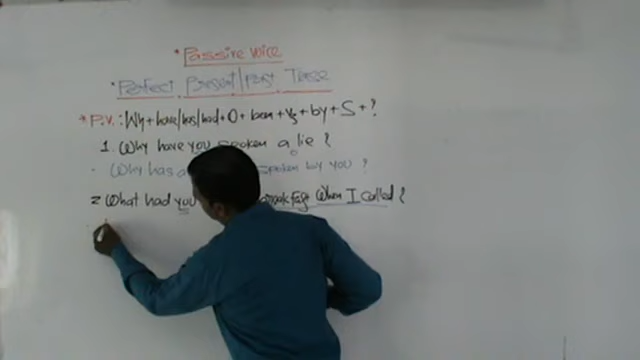 * Passive voice
* Perfect Present/Past Tense
* P.V. : Wh + have/has/had + O + been + V3 + by + S + ?
1. Why have you spoken a lie ?
- Why has a spoken by you ?
2 What had you When I called ?